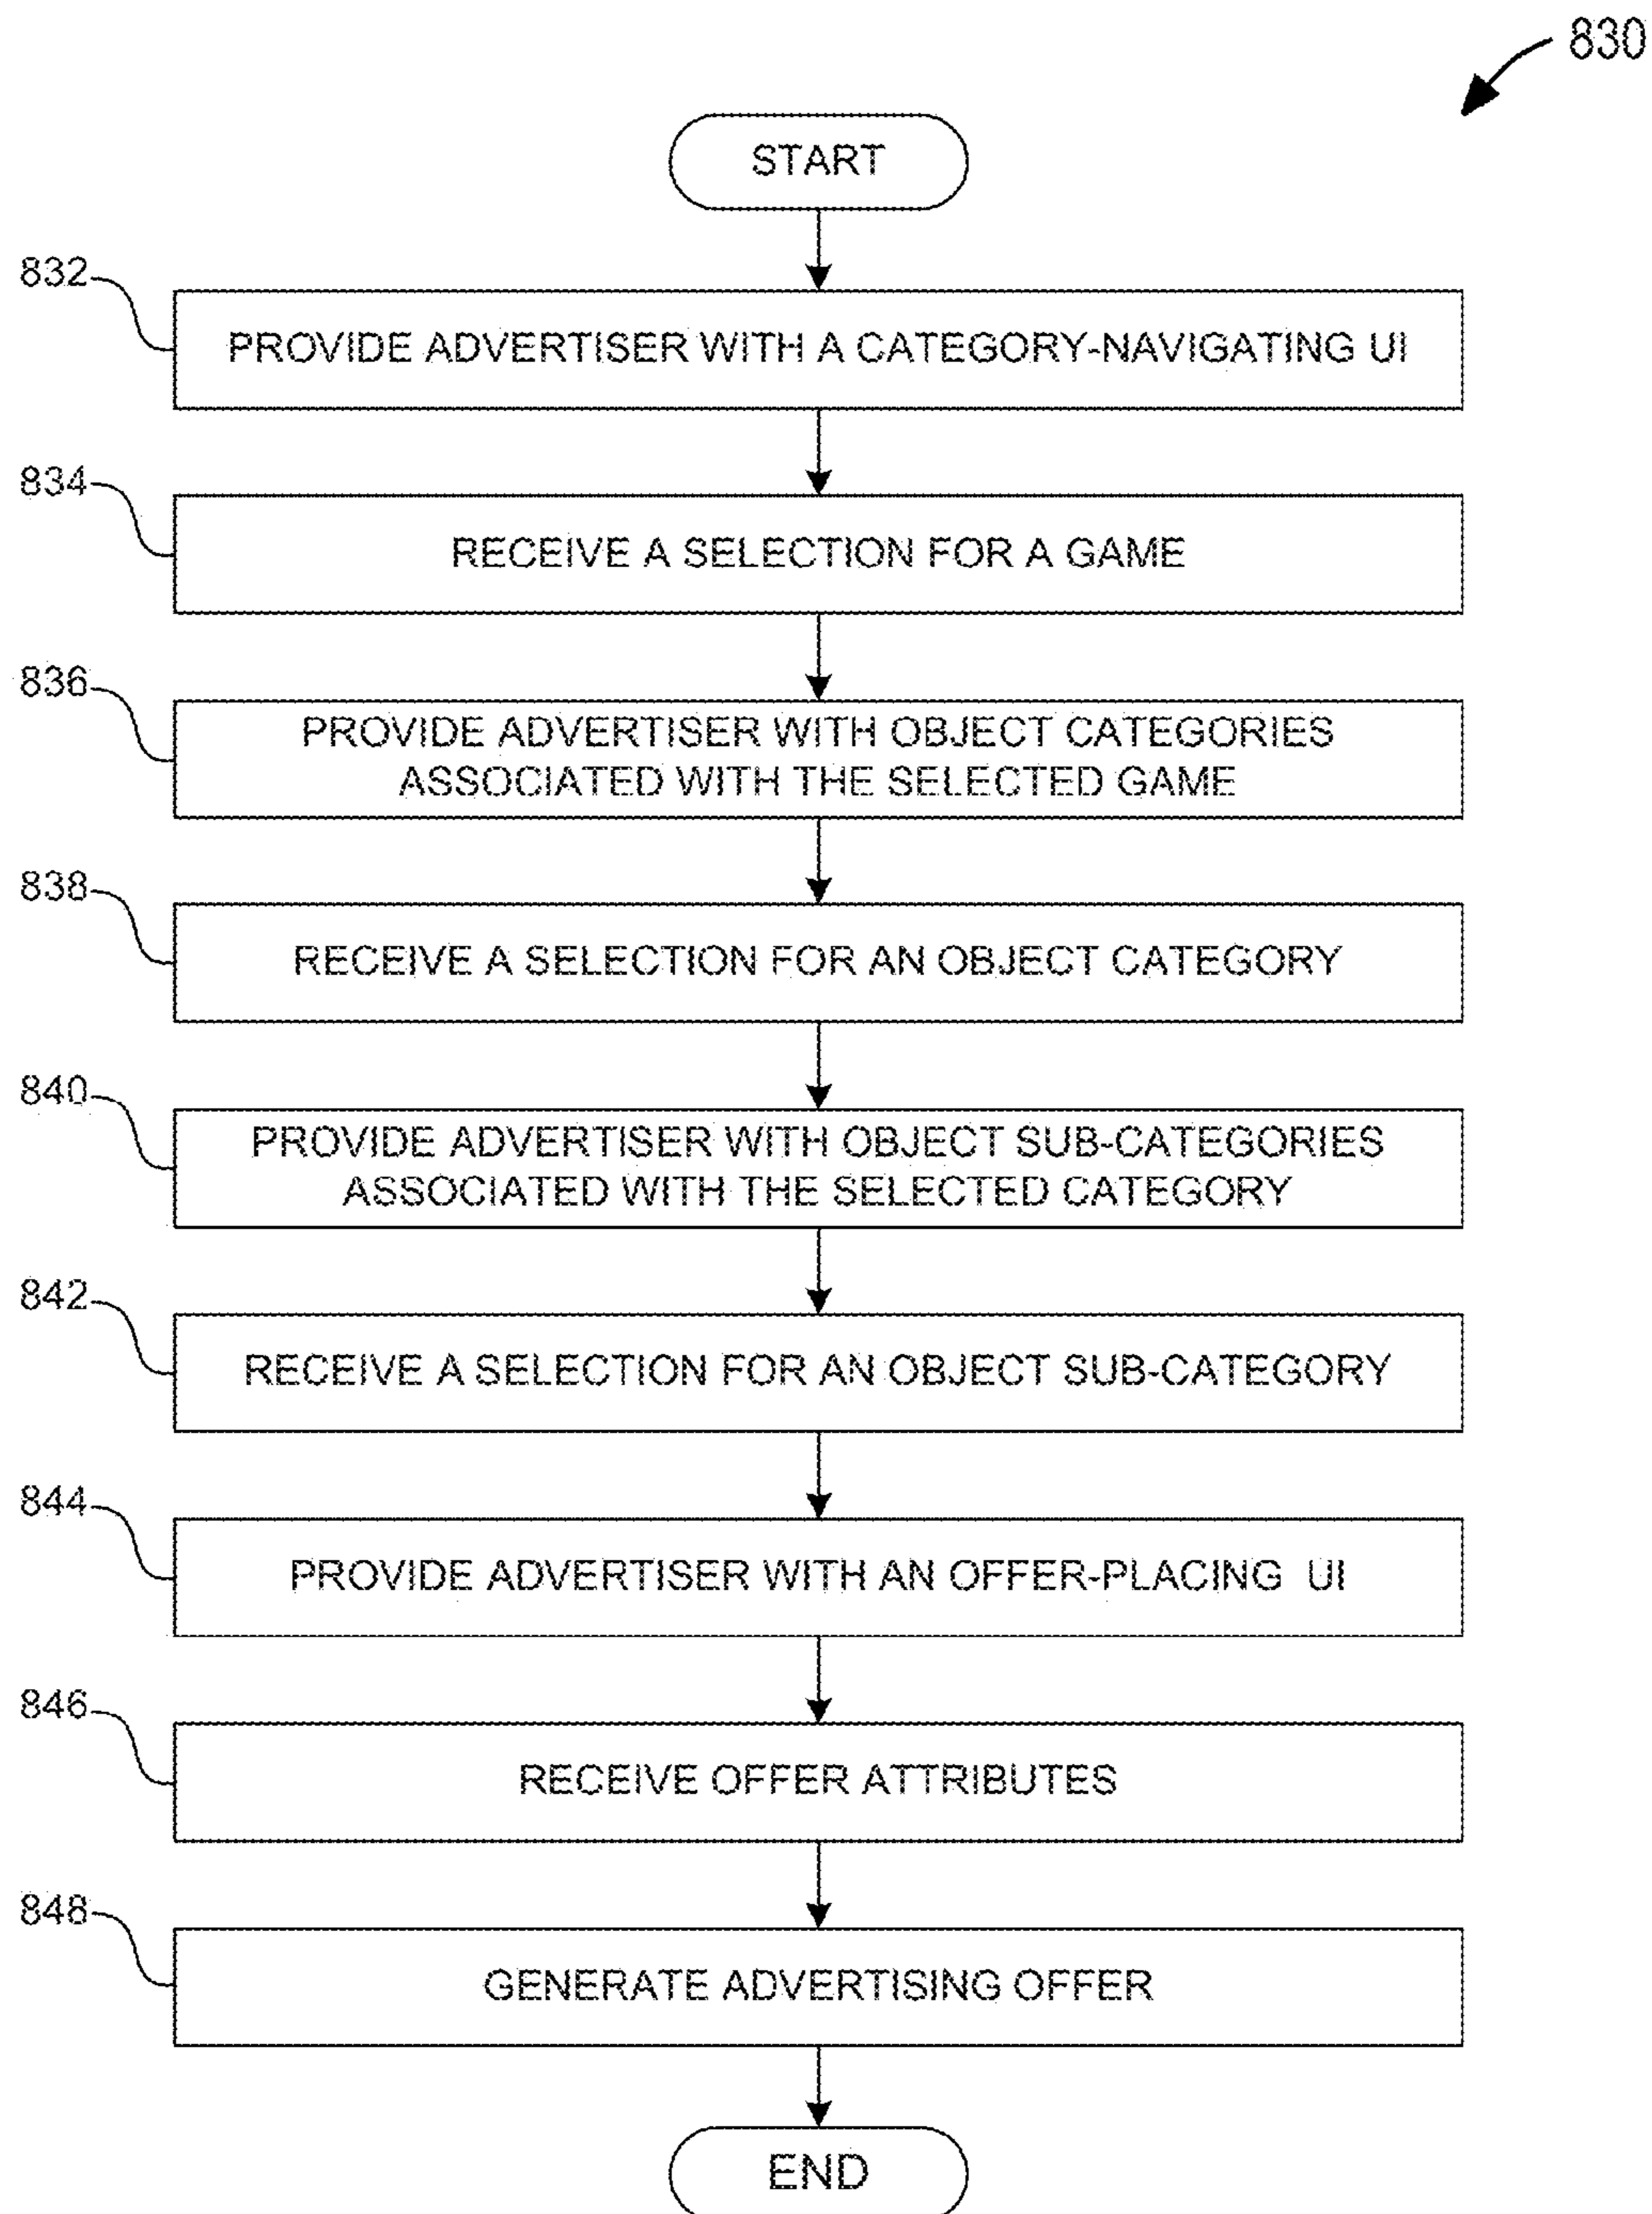 830
START
832
PROVIDE ADVERTISER WITH A CATEGORY-NAVIGATING UI
834
RECEIVE A SELECTION FOR A GAME
836
PROVIDE ADVERTISER WITH OBJECT CATEGORIES
ASSOCIATED WITH THE SELECTED GAME
838
RECEIVE A SELECTION FOR AN OBJECT CATEGORY
840
PROVIDE ADVERTISER WITH OBJECT SUB-CATEGORIES
ASSOCIATED WITH THE SELECTED CATEGORY
842
RECEIVE A SELECTION FOR AN OBJECT SUB-CATEGORY
844
PROVIDE ADVERTISER WITH AN OFFER-PLACING UI
846
RECEIVE OFFER ATTRIBUTES
848
GENERATE ADVERTISING OFFER
END